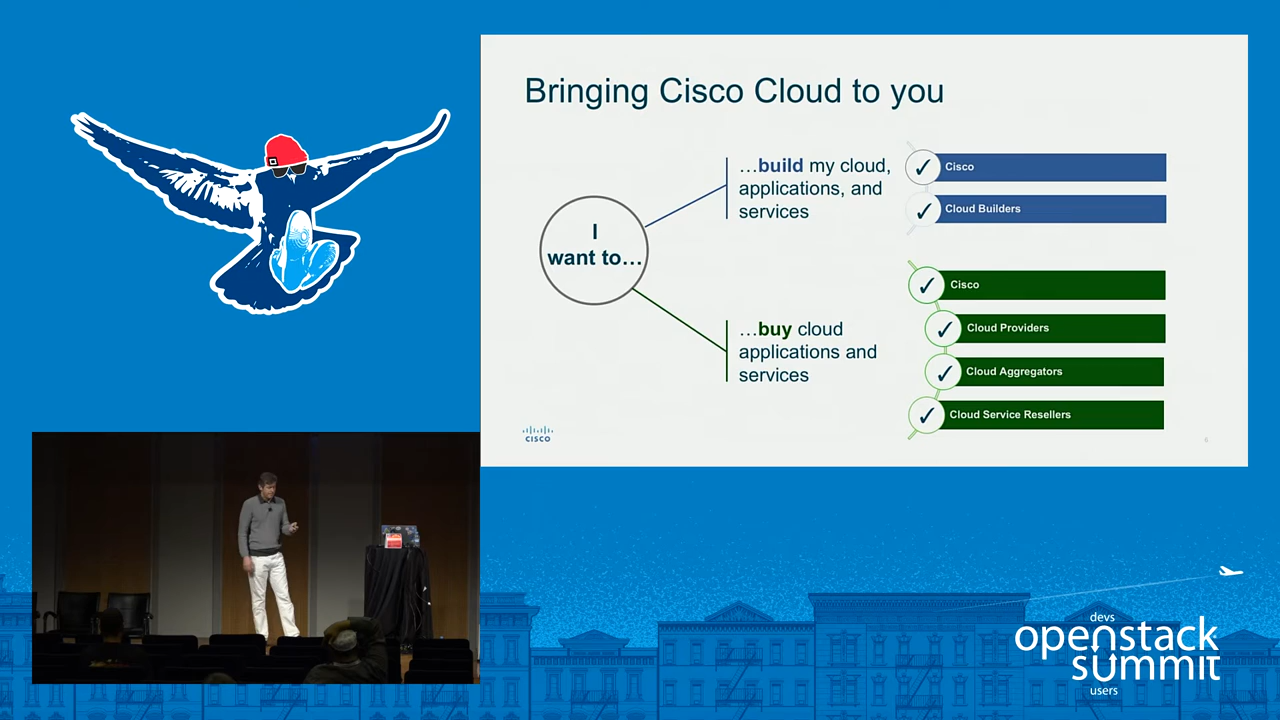 Bringing Cisco Cloud to you
I
want to…
…build my cloud,
applications, and
services
Cisco
Cloud Builders
…buy cloud
applications and
services
Cisco
Cloud Providers
Cloud Aggregators
Cloud Service Resellers
CISCO
6
devs
openstack
summit
users